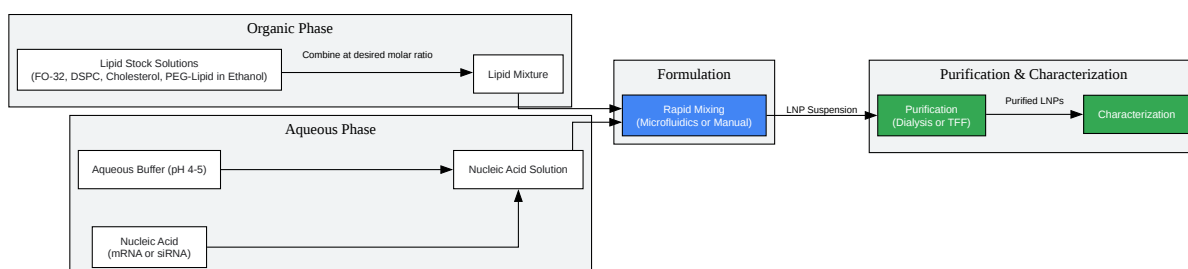 Organic Phase
Lipid Stock Solutions
(FO-32, DSPC, Cholesterol, PEG-Lipid in Ethanol)
Combine at desired molar ratio
Lipid Mixture
Aqueous Phase
Aqueous Buffer (pH 4-5)
Nucleic Acid Solution
Nucleic Acid
(mRNA or siRNA)
Formulation
Rapid Mixing
(Microfluidics or Manual)
LNP Suspension
Purification & Characterization
Purification
(Dialysis or TFF)
Purified LNPs
Characterization